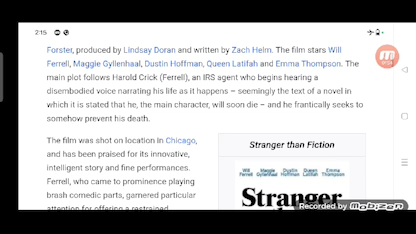 2:15
Forster, produced by Lindsay Doran and written by Zach Helm. The film stars Will
Ferrell, Maggie Gyllenhaal, Dustin Hoffman, Queen Latifah and Emma Thompson. The
main plot follows Harold Crick (Ferrell), an IRS agent who begins hearing a
disembodied voice narrating his life as it happens – seemingly the text of a novel in
which it is stated that he, the main character, will soon die – and he frantically seeks to
somehow prevent his death.
The film was shot on location in Chicago,
and has been praised for its innovative,
intelligent story and fine performances.
Ferrell, who came to prominence playing
brash comedic parts, garnered particular
attention for offering a restrained
Stranger than Fiction
Will Ferrell Maggie Gyllenhaal Dustin Hoffman Queen Latifah Emma Thompson
Stranger
Recorded by Mobizen